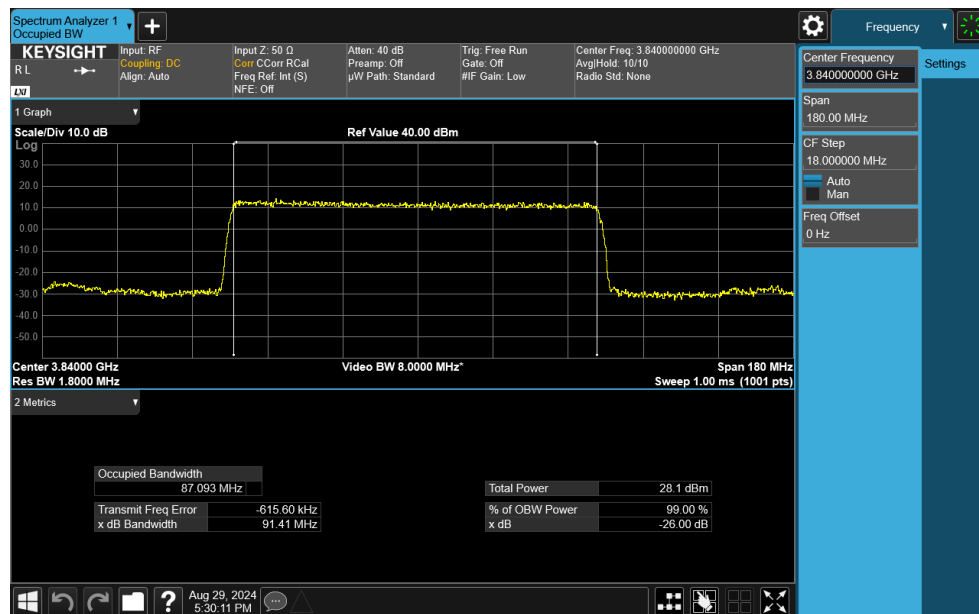 Spectrum Analyzer 1
Occupied BW
+
Frequency
KEYSIGHT
R L
LXI
Input: RF
Coupling: DC
Align: Auto
Input Z: 50 Ω
Corr CCorr RCal
Freq Ref: Int (S)
NFE: Off
Atten: 40 dB
Preamp: Off
µW Path: Standard
Trig: Free Run
Gate: Off
#IF Gain: Low
Center Freq: 3.840000000 GHz
Avg|Hold: 10/10
Radio Std: None
Center Frequency
3.840000000 GHz
Settings
Span
180.00 MHz
CF Step
18.000000 MHz
Auto
Man
Freq Offset
0 Hz
1 Graph
Scale/Div 10.0 dB
Ref Value 40.00 dBm
Log
30.0
20.0
10.0
0.00
-10.0
-20.0
-30.0
-40.0
-50.0
Center 3.84000 GHz
Video BW 8.0000 MHz*
Span 180 MHz
Res BW 1.8000 MHz
Sweep 1.00 ms (1001 pts)
2 Metrics
Occupied Bandwidth
87.093 MHz
Total Power 28.1 dBm
Transmit Freq Error -615.60 kHz
% of OBW Power 99.00 %
x dB Bandwidth 91.41 MHz
x dB -26.00 dB
?
Aug 29, 2024
5:30:11 PM